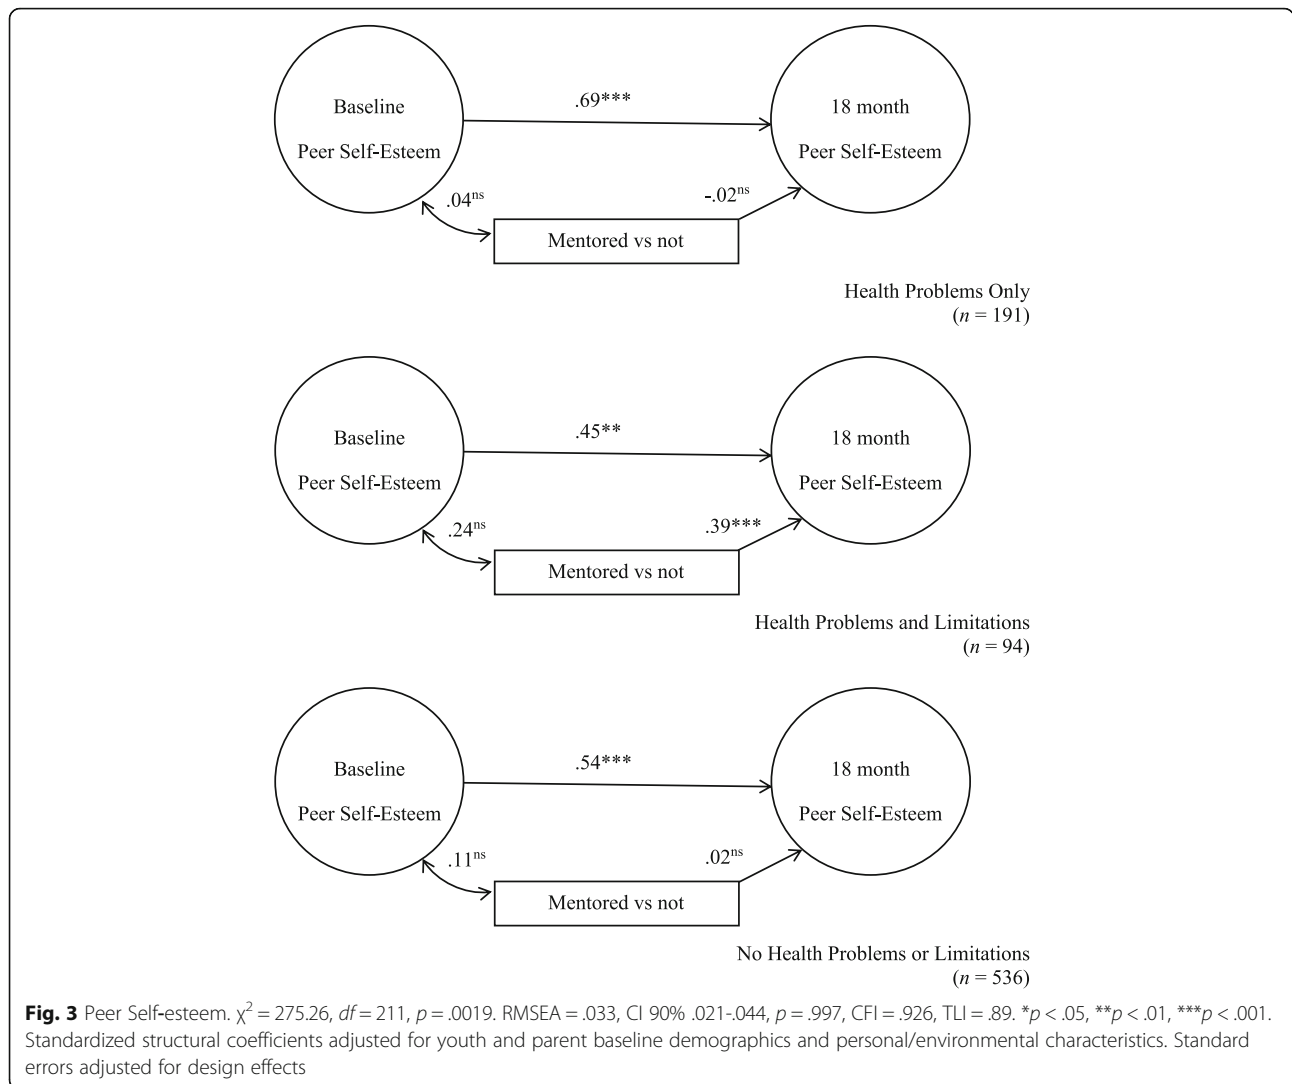 Baseline
Peer Self-Esteem
.69***
18 month
Peer Self-Esteem
.04ns
-.02ns
Mentored vs not
Health Problems Only
(n = 191)
Baseline
Peer Self-Esteem
.45**
18 month
Peer Self-Esteem
.24ns
.39***
Mentored vs not
Health Problems and Limitations
(n = 94)
Baseline
Peer Self-Esteem
.54***
18 month
Peer Self-Esteem
.11ns
.02ns
Mentored vs not
No Health Problems or Limitations
(n = 536)
Fig. 3 Peer Self-esteem. χ2 = 275.26, df = 211, p = .0019. RMSEA = .033, CI 90% .021-.044, p = .997, CFI = .926, TLI = .89. *p < .05, **p < .01, ***p < .001.
Standardized structural coefficients adjusted for youth and parent baseline demographics and personal/environmental characteristics. Standard
errors adjusted for design effects